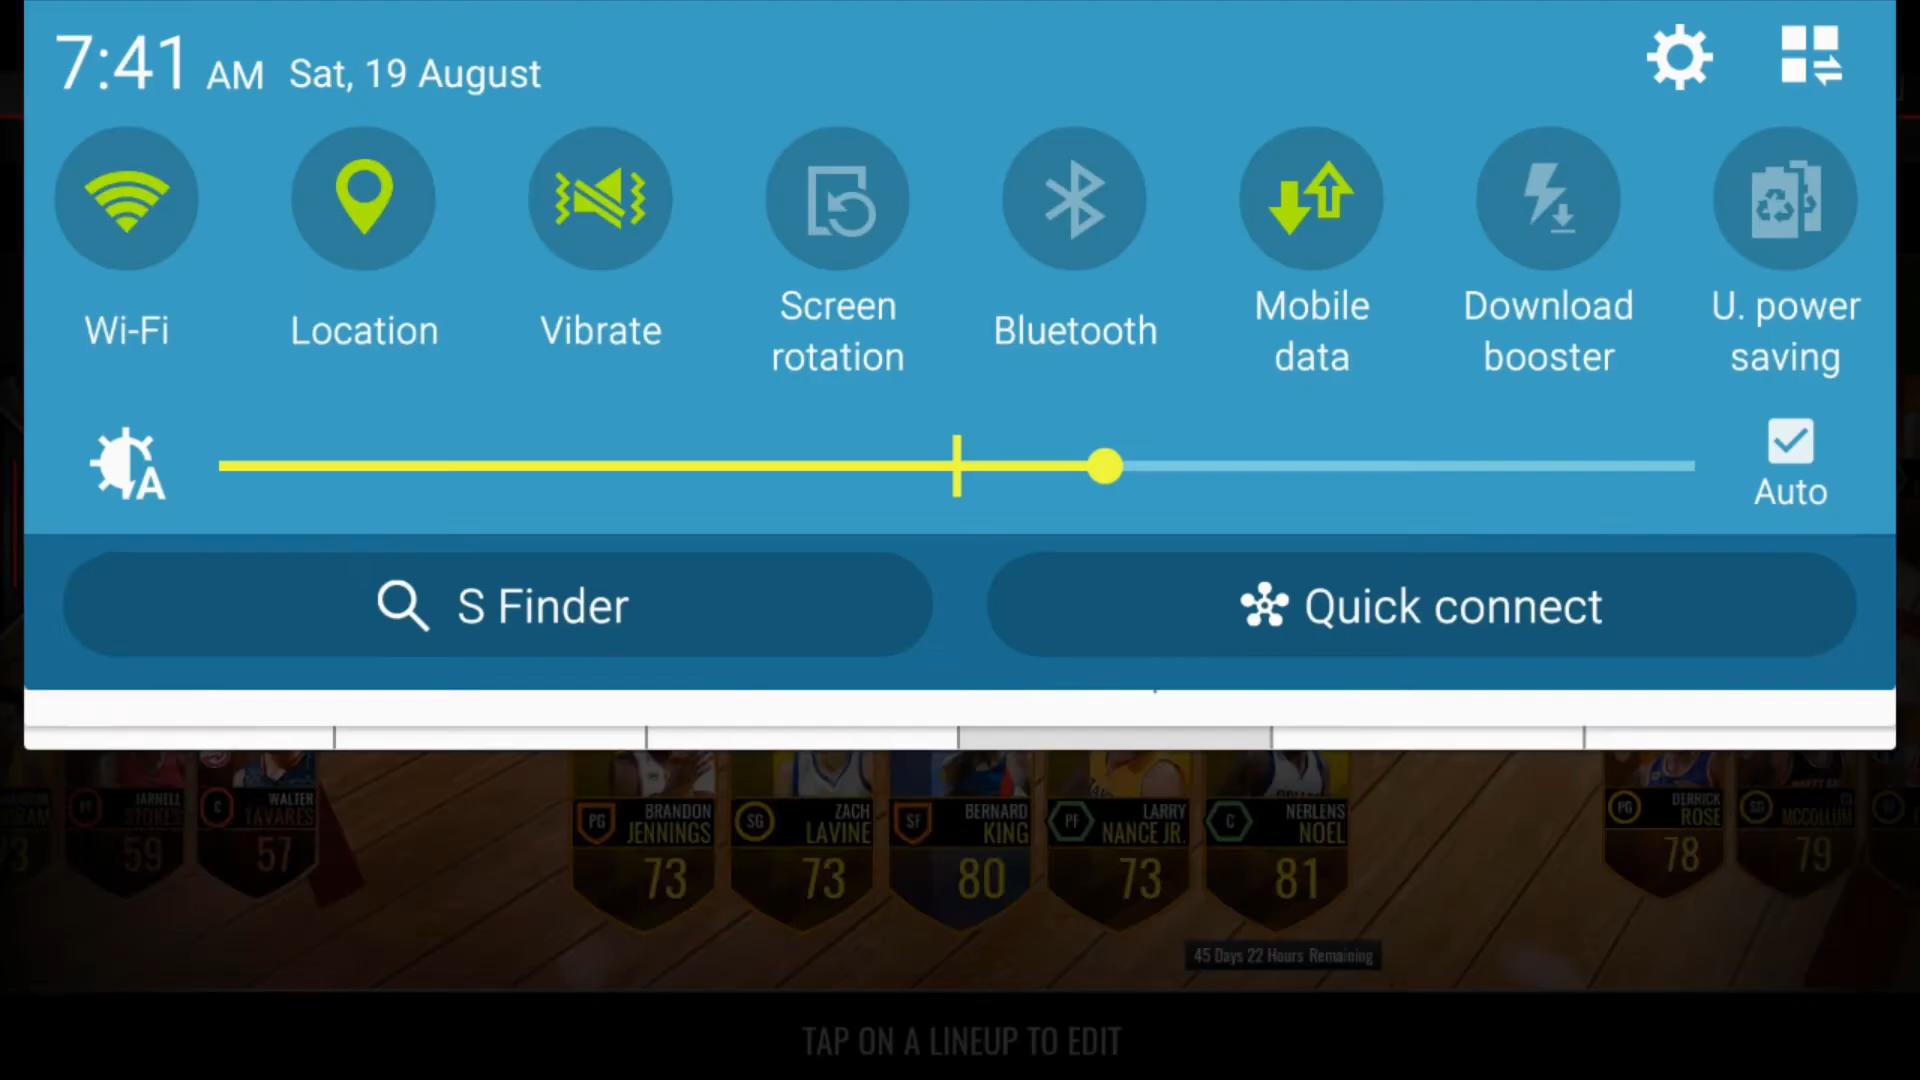 7:41 AM Sat, 19 August
Wi-Fi
Location
Vibrate
Screen
rotation
Bluetooth
Mobile
data
Download
booster
U. power
saving
A
Auto
S Finder
Quick connect
73
JARNELL
STOKES
59
C
WALTER
TAVARES
57
PG
BRANDON
JENNINGS
73
SG
ZACH
LAVINE
73
SF
BERNARD
KING
80
PF
LARRY
NANCE JR.
73
C
NERLENS
NOEL
81
PG
DERRICK
ROSE
78
SG
CJ
MCCOLLUM
79
45 Days 22 Hours Remaining
TAP ON A LINEUP TO EDIT